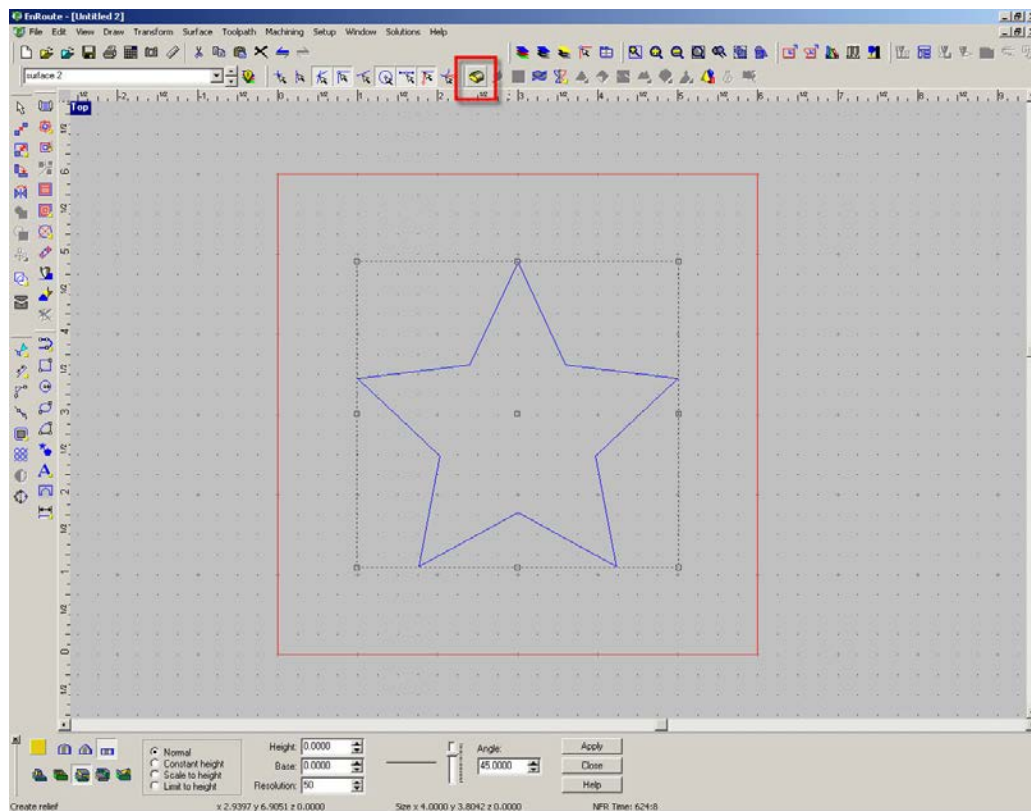 EnRoute - [Untitled 2]
File Edit View Draw Transform Surface Toolpath Machining Setup Window Solutions Help
surface 2
Top
Normal
Constant height
Scale to height
Limit to height
Height: 0.0000
Base: 0.0000
Resolution: 50
Angle:
45.0000
Apply
Close
Help
Create relief x 2.9397 y 6.9051 z 0.0000 Size x 4.0000 y 3.8042 z 0.0000 NFR Time: 624:8